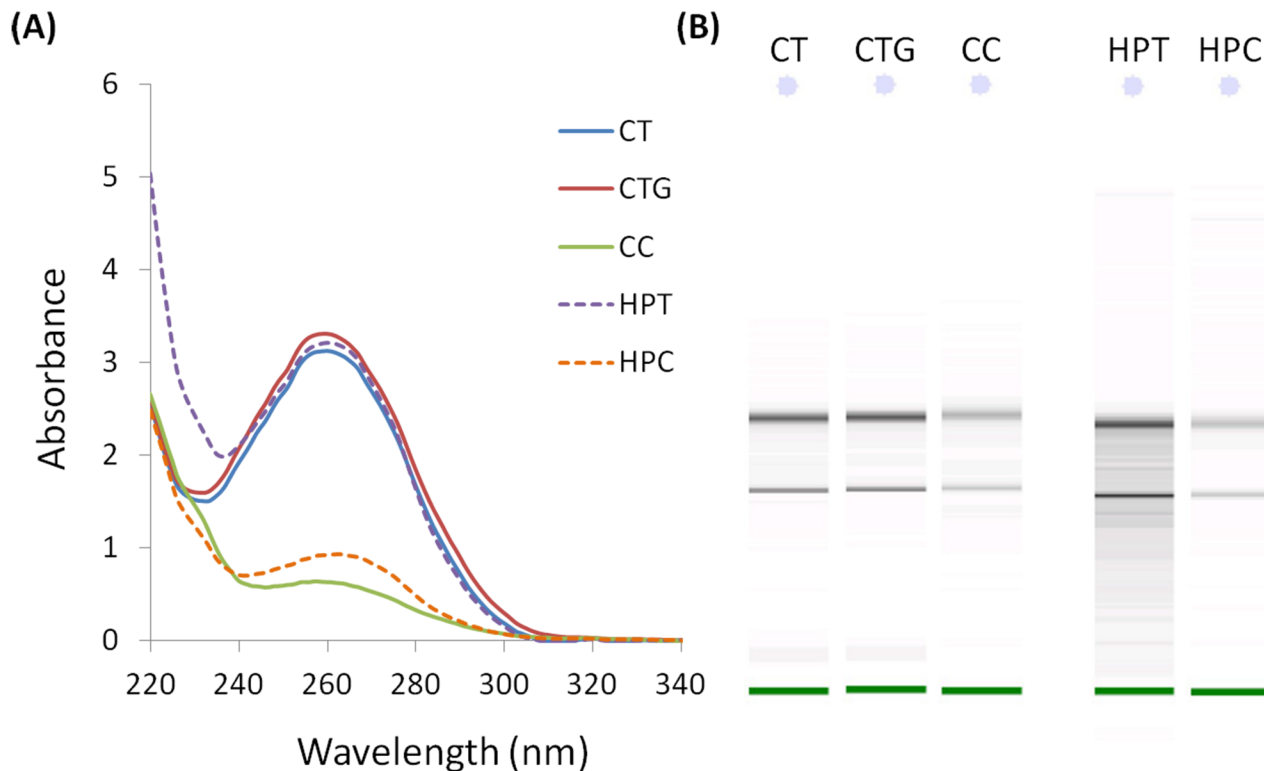 (A)
Absorbance
6
5
4
3
2
1
0
220 240 260 280 300 320 340
Wavelength (nm)
CT
CTG
CC
HPT
HPC
(B)
CT CTG CC HPT HPC